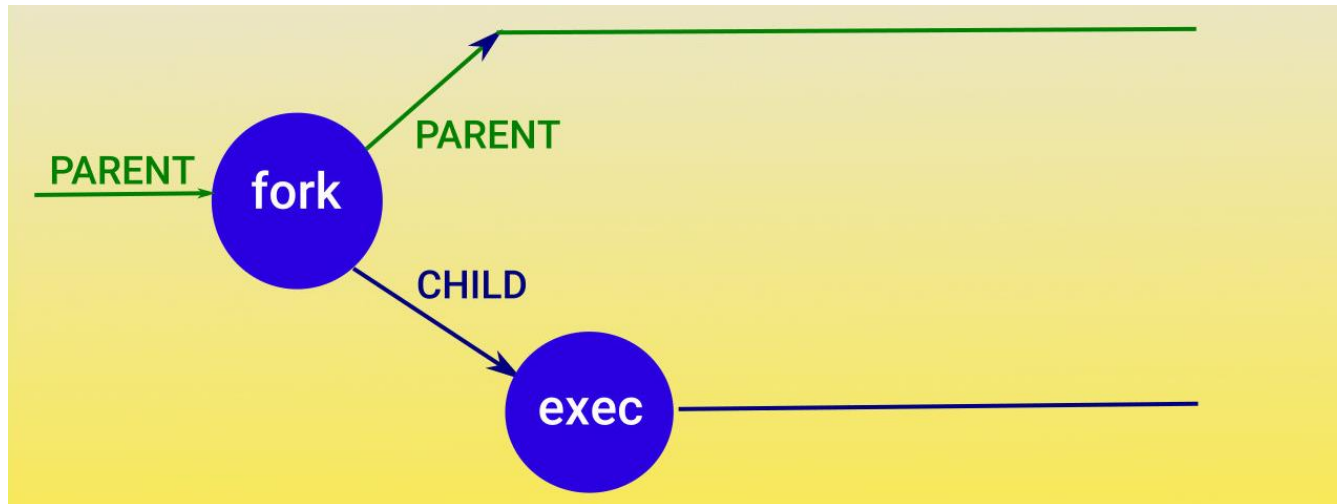 PARENT
fork
PARENT
CHILD
exec